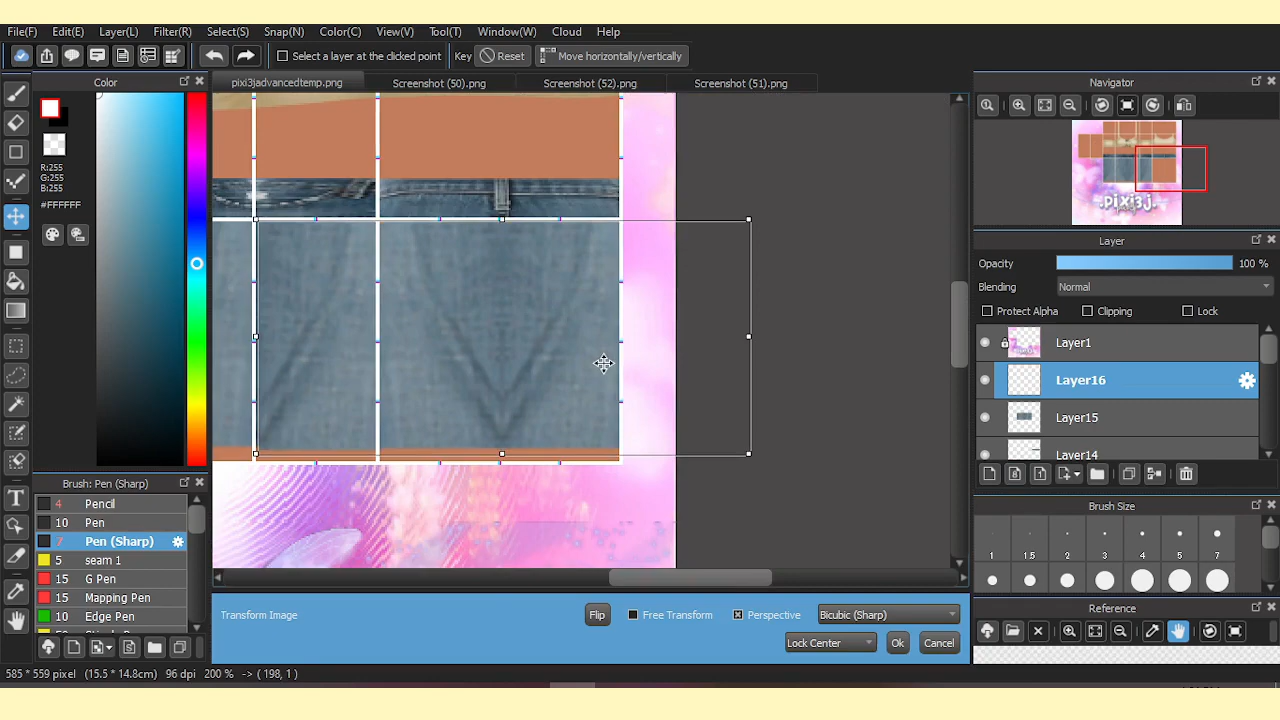 File(F) Edit(E) Layer(L) Filter(R) Select(S) Snap(N) Color(C) View(V) Tool(T) Window(W) Cloud Help
Select a layer at the clicked point Key Reset Move horizontally/vertically
Color
pixi3jadvancedtemp.png Screenshot (50).png Screenshot (52).png Screenshot (51).png
Navigator
R:255
G:255
B:255
#FFFFFF
.pixi3j.
Layer
Opacity 100 %
Blending Normal
Protect Alpha Clipping Lock
Layer1
Layer16
Layer15
Layer14
Brush: Pen (Sharp)
4 Pencil
10 Pen
7 Pen (Sharp)
5 seam 1
15 G Pen
15 Mapping Pen
10 Edge Pen
Brush Size
1 1.5 2 3 4 5 7
Reference
Transform Image Flip Free Transform Perspective Bicubic (Sharp)
Lock Center Ok Cancel
T
585 * 559 pixel (15.5 * 14.8cm) 96 dpi 200 % -> ( 198, 1 )